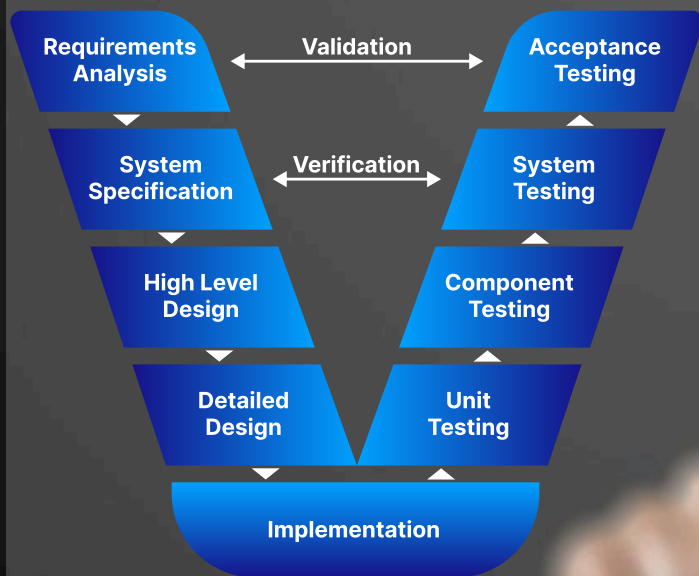 Requirements
Analysis
Validation
Acceptance
Testing
System
Specification
Verification
System
Testing
High Level
Design
Component
Testing
Detailed
Design
Unit
Testing
Implementation